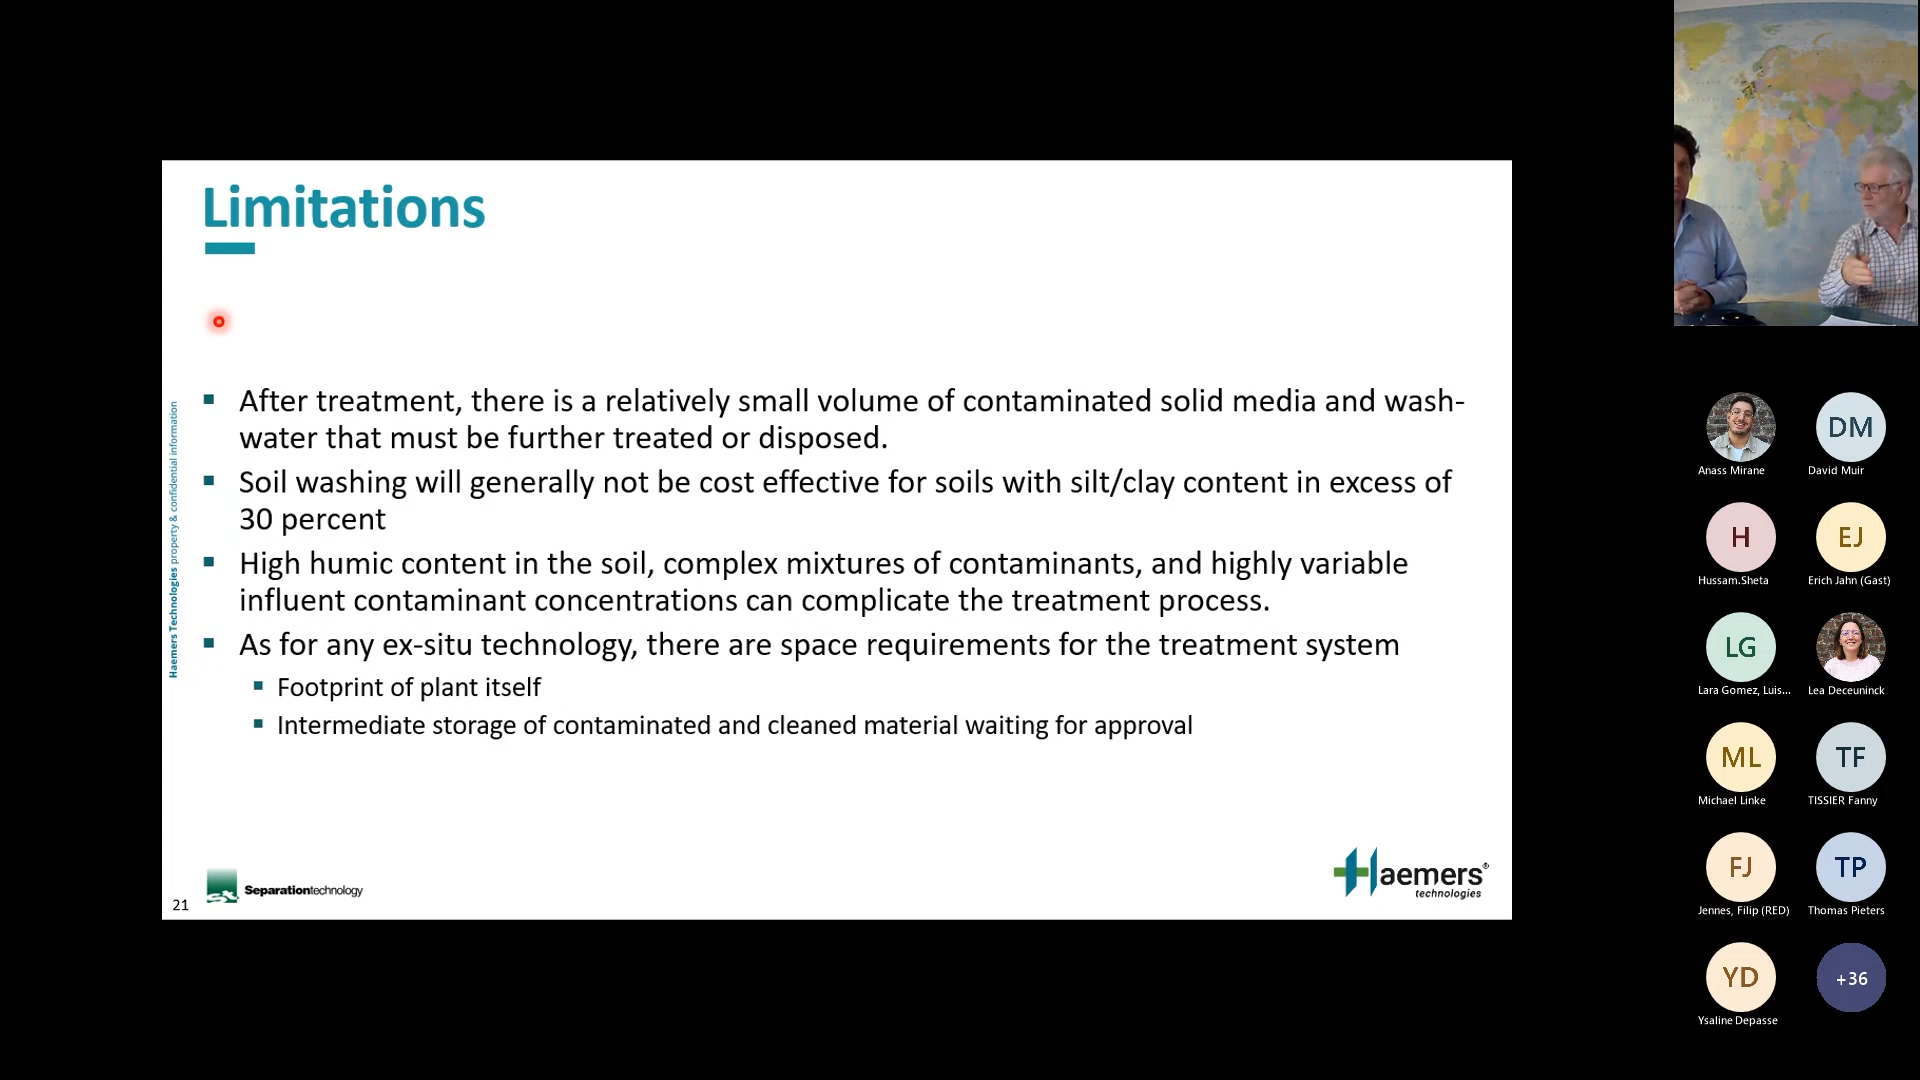 Limitations
After treatment, there is a relatively small volume of contaminated solid media and wash-
water that must be further treated or disposed.
Soil washing will generally not be cost effective for soils with silt/clay content in excess of
30 percent
High humic content in the soil, complex mixtures of contaminants, and highly variable
influent contaminant concentrations can complicate the treatment process.
As for any ex-situ technology, there are space requirements for the treatment system
Footprint of plant itself
Intermediate storage of contaminated and cleaned material waiting for approval
Haemers Technologies property & confidential information
21
st Separationtechnology
Haemers®
technologies
Anass Mirane
DM
David Muir
H
Hussam.Sheta
EJ
Erich Jahn (Gast)
LG
Lara Gomez, Luis...
Lea Deceuninck
ML
Michael Linke
TF
TISSIER Fanny
FJ
Jennes, Filip (RED)
TP
Thomas Pieters
YD
Ysaline Depasse
+36